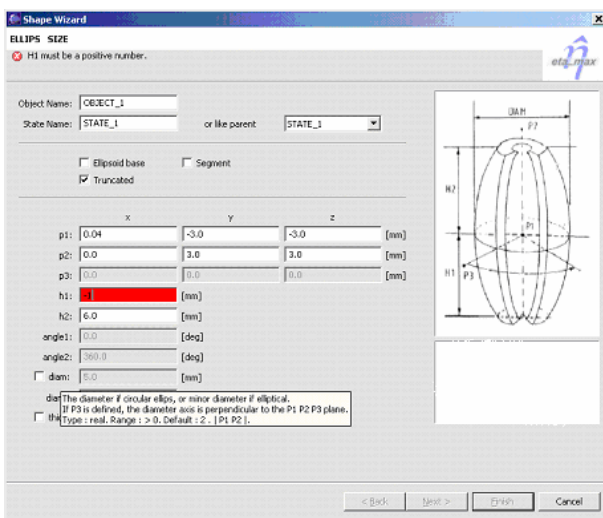 Shape Wizard
ELLIPS SIZE
H1 must be a positive number.
eta_max
Object Name: OBJECT_1
State Name: STATE_1 or like parent STATE_1
Ellipsoid base Segment
Truncated
x y z
p1: 0.04 -3.0 -3.0 [mm]
p2: 0.0 3.0 3.0 [mm]
p3: 0.0 0.0 0.0 [mm]
h1: [mm]
h2: 6.0 [mm]
angle1: 0.0 [deg]
angle2: 360.0 [deg]
diam: 5.0 [mm]
The diameter if circular ellips, or minor diameter if elliptical.
If P3 is defined, the diameter axis is perpendicular to the P1 P2 P3 plane.
Type : real. Range : > 0. Default : 2 . | P1 P2 |.
DIAM
P2
H2
P1
H1 P3
< Back Next > Finish Cancel